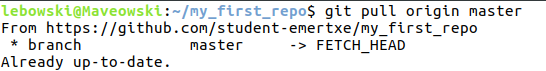 lebowski@Maveowski:~/my_first_repo$ git pull origin master
From https://github.com/student-emertxe/my_first_repo
 * branch            master     -> FETCH_HEAD
Already up-to-date.